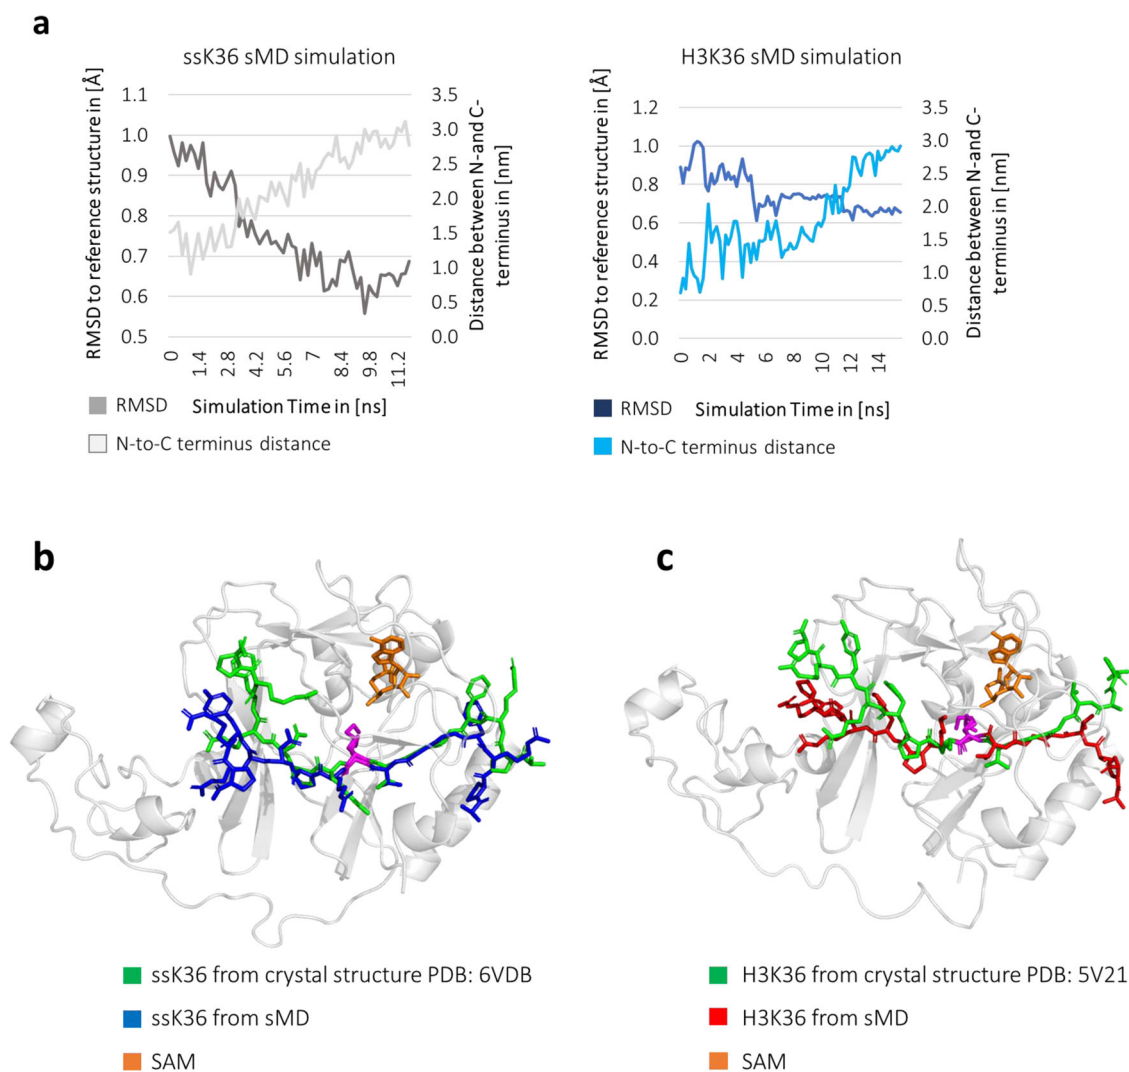 a
ssK36 sMD simulation
RMSD to reference structure in [Å]
1.1
1.0
0.9
0.8
0.7
0.6
0.5
3.5
3.0
2.5
2.0
1.5
1.0
0.5
0.0
Distance between N-and C-
terminus in [nm]
0
1.4
2.8
4.2
5.6
7
8.4
9.8
11.2
RMSD
Simulation Time in [ns]
N-to-C terminus distance
H3K36 sMD simulation
RMSD to reference structure in [Å]
1.2
1.0
0.8
0.6
0.4
0.2
0.0
3.5
3.0
2.5
2.0
1.5
1.0
0.5
0.0
Distance between N-and C-
terminus in [nm]
0
2
4
6
8
10
12
14
RMSD
Simulation Time in [ns]
N-to-C terminus distance
b
ssK36 from crystal structure PDB: 6VDB
ssK36 from sMD
SAM
c
H3K36 from crystal structure PDB: 5V21
H3K36 from sMD
SAM